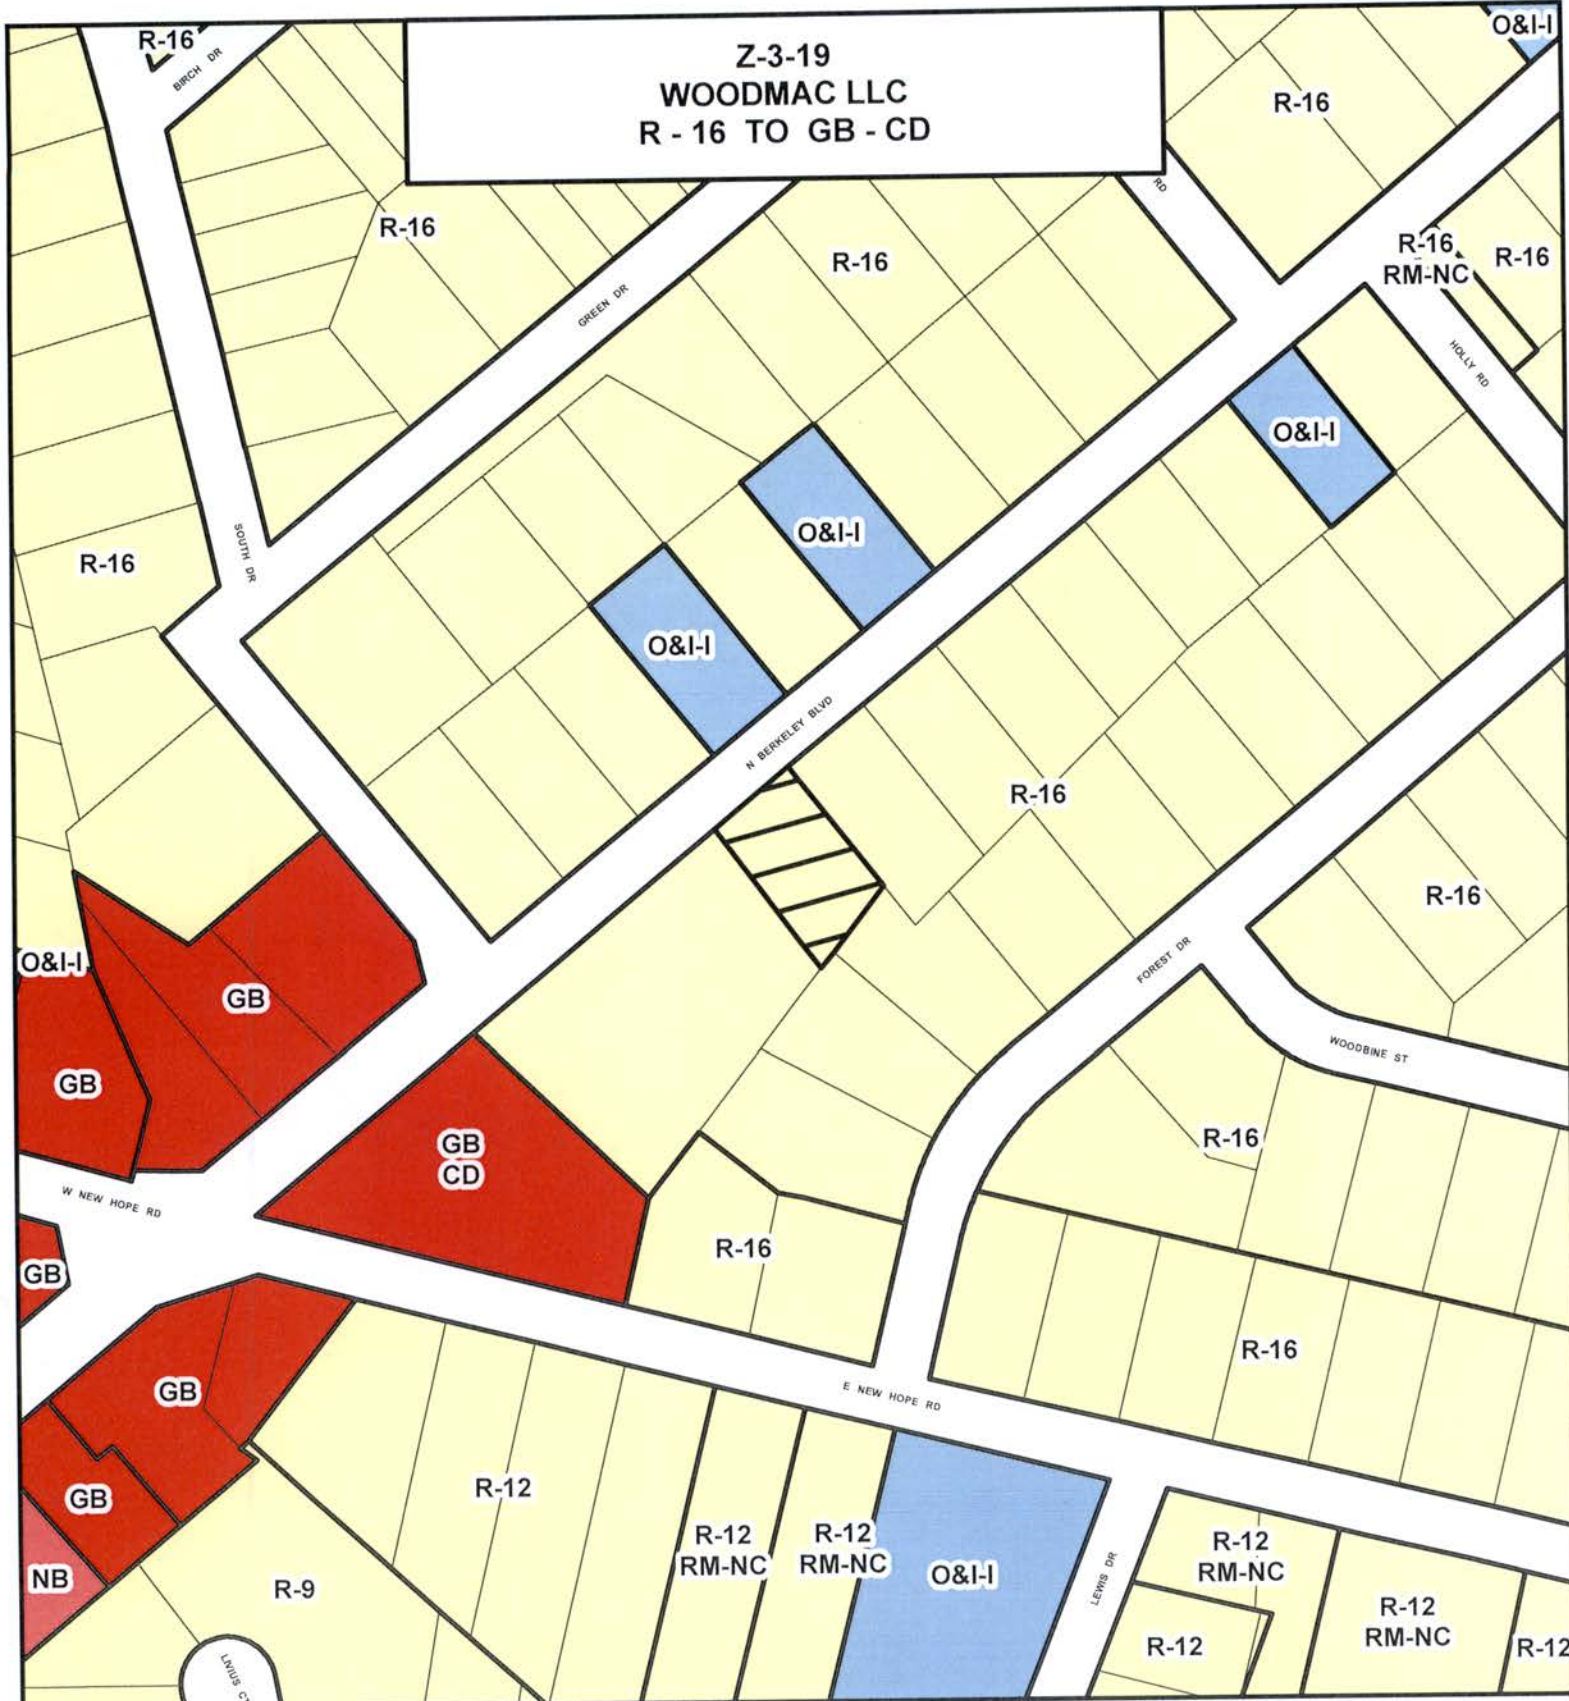 Z-3-19
WOODMAC LLC
R - 16 TO GB - CD
R-16
BIRCH DR
O&I-I
R-16
RD
R-16
R-16
R-16
RM-NC
R-16
GREEN DR
HOLLY RD
O&I-I
O&I-I
SOUTH DR
R-16
O&I-I
N BERKELEY BLVD
R-16
R-16
O&I-I
GB
FOREST DR
WOODBINE ST
GB
GB
CD
R-16
W NEW HOPE RD
R-16
GB
R-16
GB
E NEW HOPE RD
R-12
GB
R-12
RM-NC
R-12
RM-NC
O&I-I
R-12
RM-NC
NB
R-9
LEWIS DR
R-12
RM-NC
R-12
R-12
LIVIUS